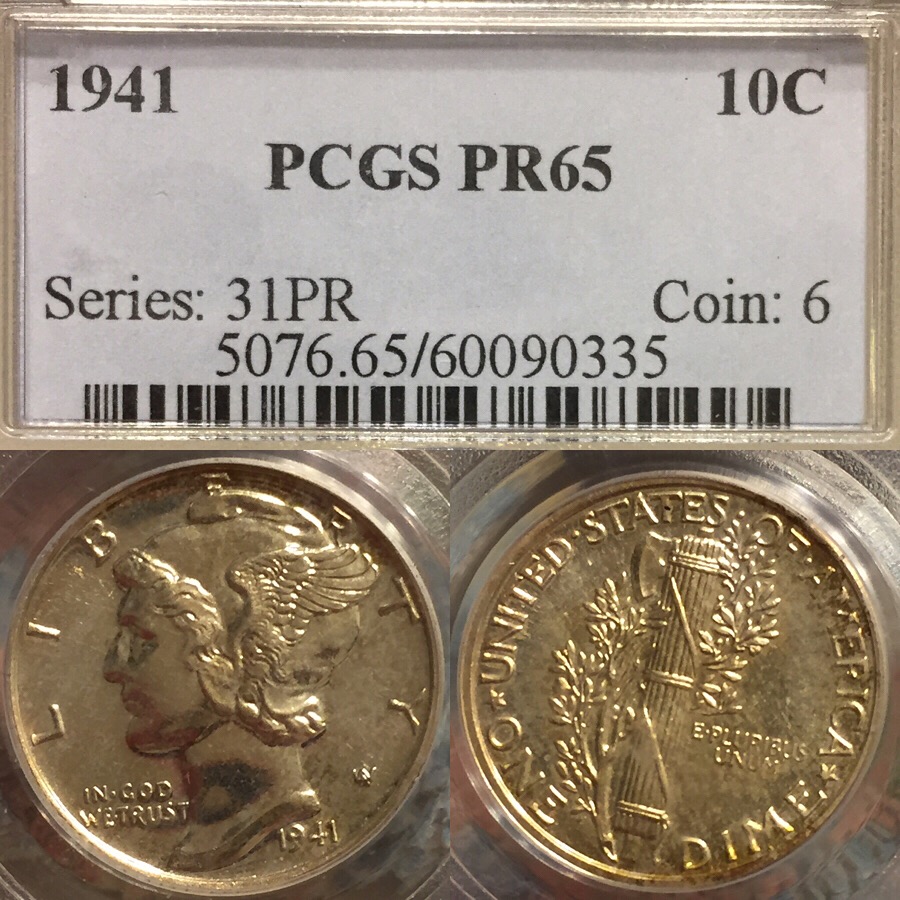 1941 10C
PCGS PR65
Series: 31PR Coin: 6
5076.65/60090335
LIBERTY
IN·GOD
WE TRUST
1941
UNITED·STATES·OF·AMERICA
E·PLURIBUS
UNUM
ONE DIME